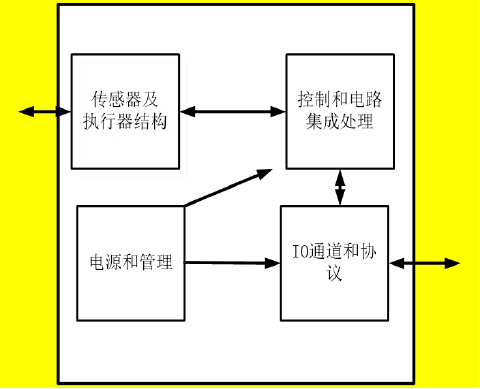 传感器及
执行器结构
控制和电路
集成处理
电源和管理
IO通道和协
议